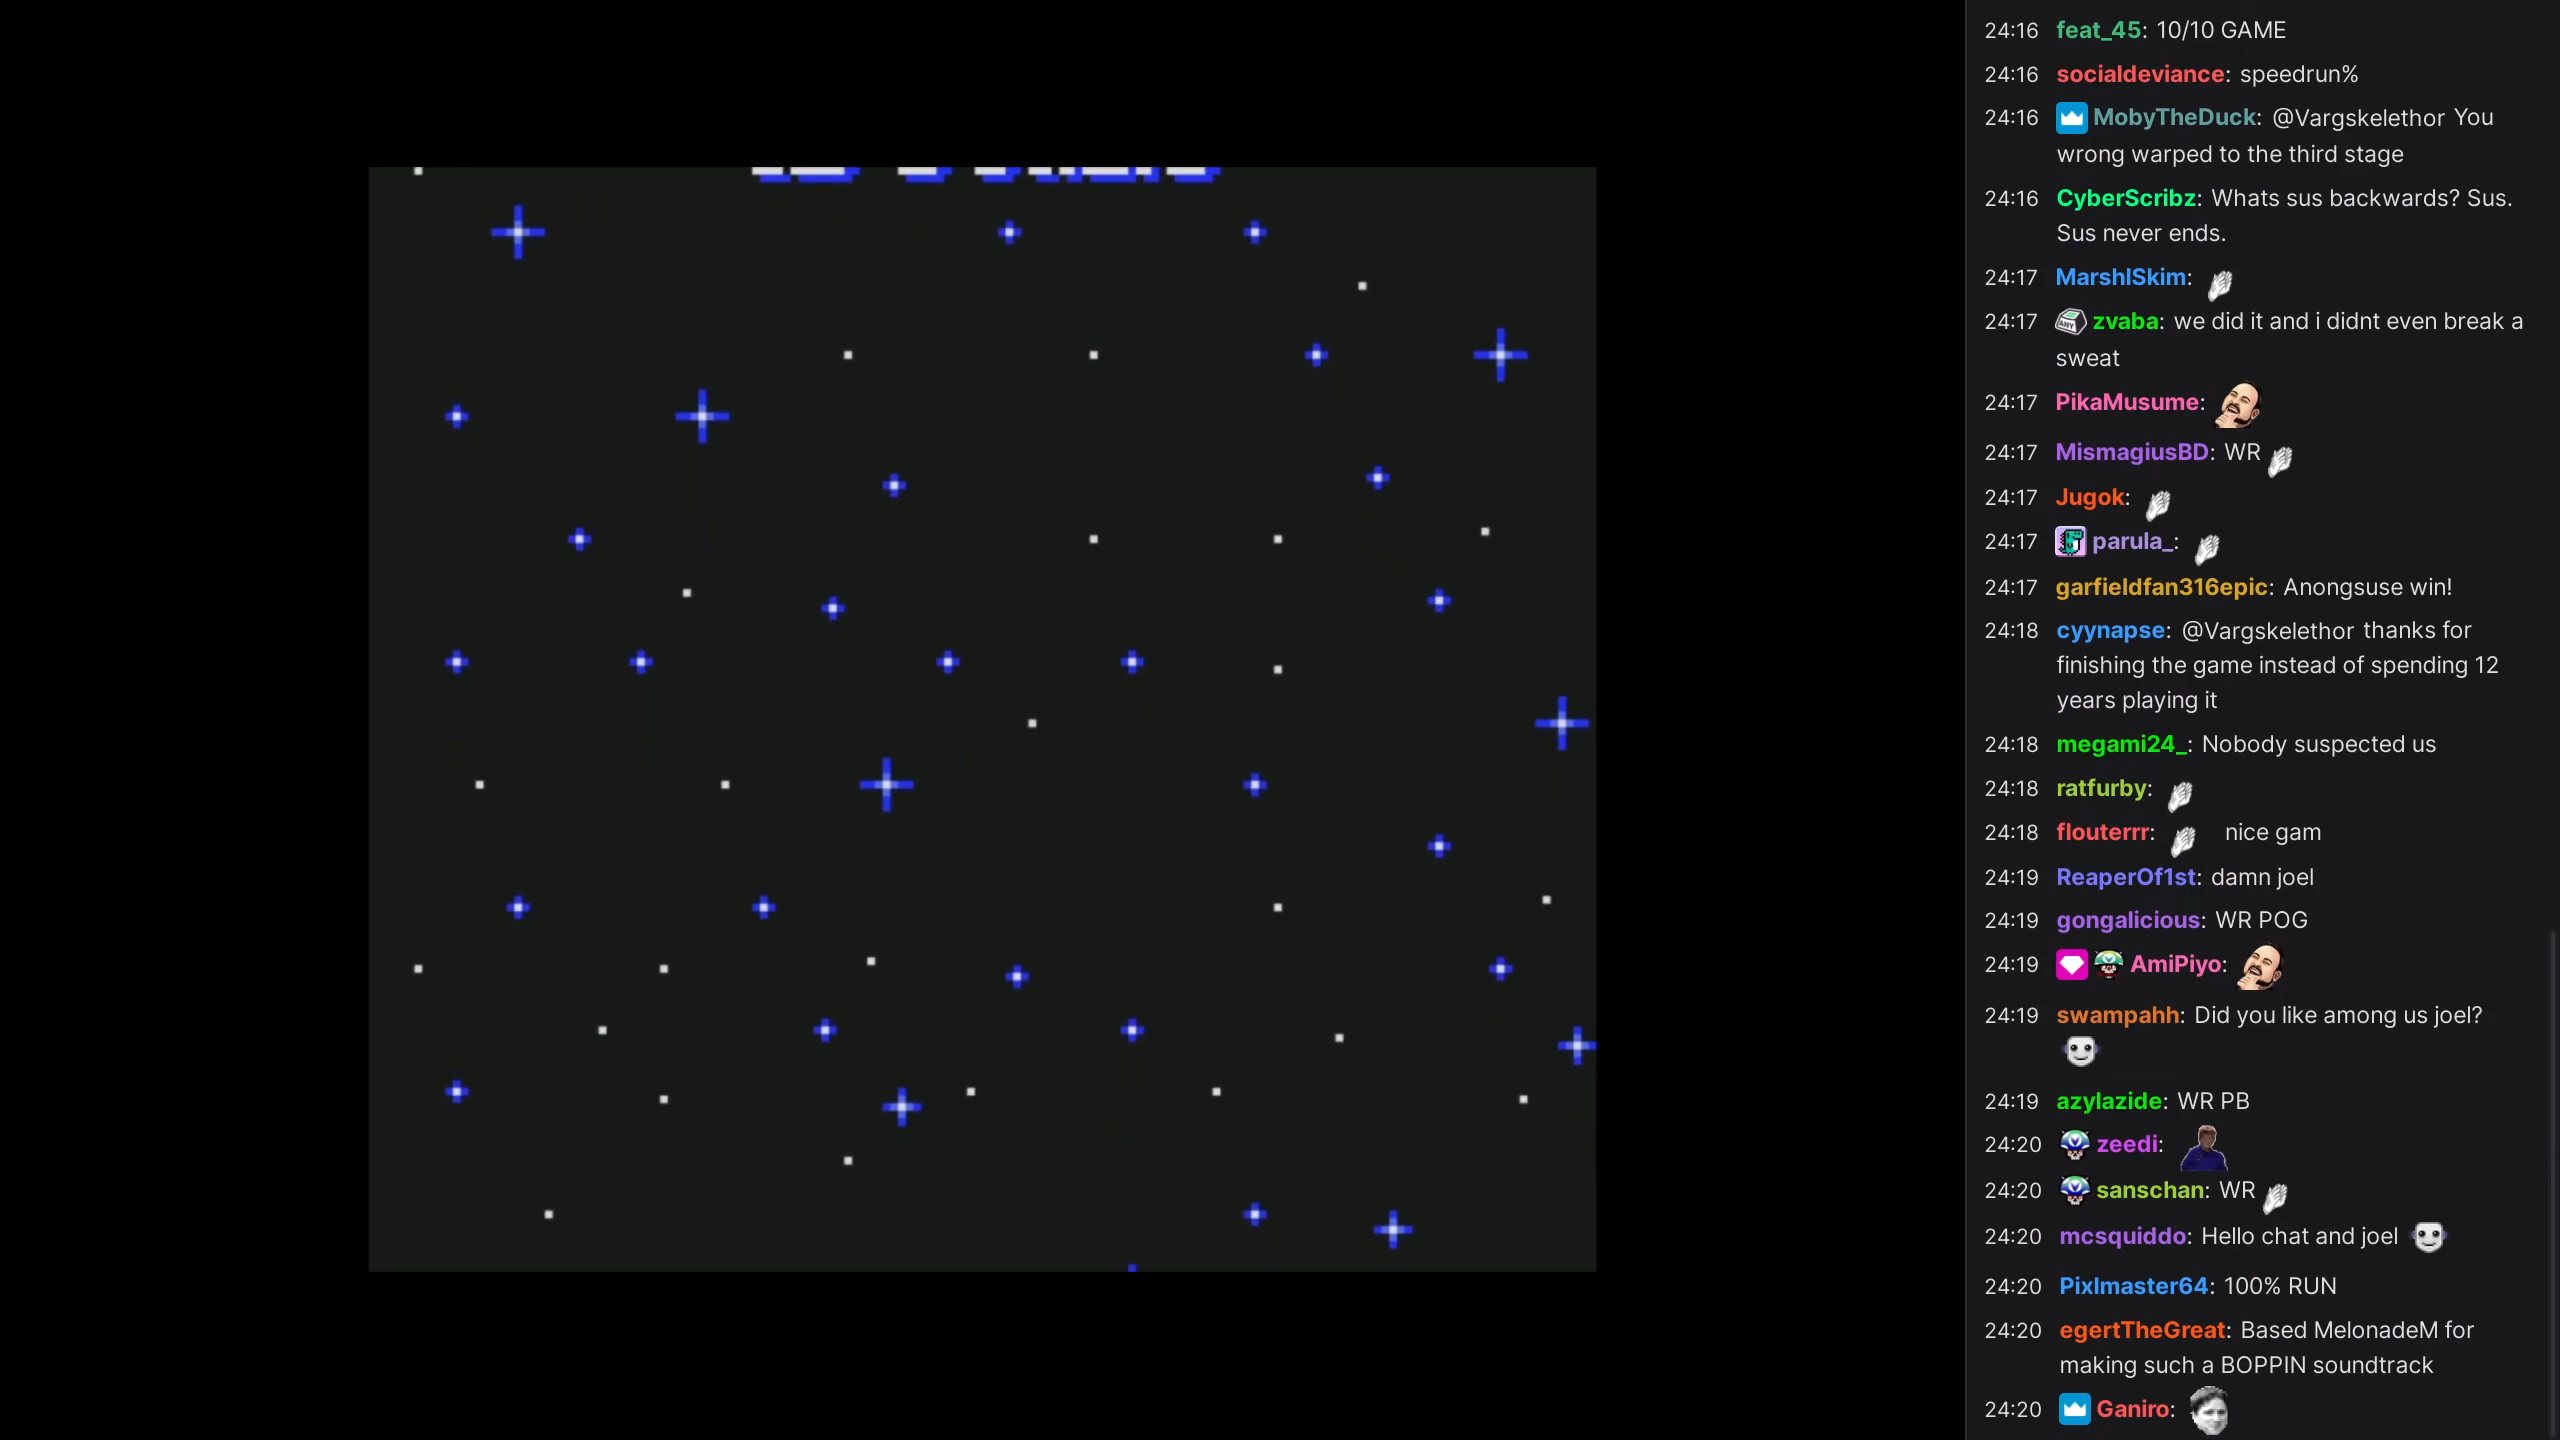 24:16 feat_45: 10/10 GAME
24:16 socialdeviance: speedrun%
24:16 MobyTheDuck: @Vargskelethor You
wrong warped to the third stage
24:16 CyberScribz: Whats sus backwards? Sus.
Sus never ends.
24:17 MarshlSkim:
24:17 zvaba: we did it and i didnt even break a
sweat
24:17 PikaMusume:
24:17 MismagiusBD: WR
24:17 Jugok:
24:17 parula_:
24:17 garfieldfan316epic: Anongsuse win!
24:18 cyynapse: @Vargskelethor thanks for
finishing the game instead of spending 12
years playing it
24:18 megami24_: Nobody suspected us
24:18 ratfurby:
24:18 flouterrr: nice gam
24:19 ReaperOf1st: damn joel
24:19 gongalicious: WR POG
24:19 AmiPiyo:
24:19 swampahh: Did you like among us joel?
24:19 azylazide: WR PB
24:20 zeedi:
24:20 sanschan: WR
24:20 mcsquiddo: Hello chat and joel
24:20 Pixlmaster64: 100% RUN
24:20 egertTheGreat: Based MelonadeM for
making such a BOPPIN soundtrack
24:20 Ganiro: